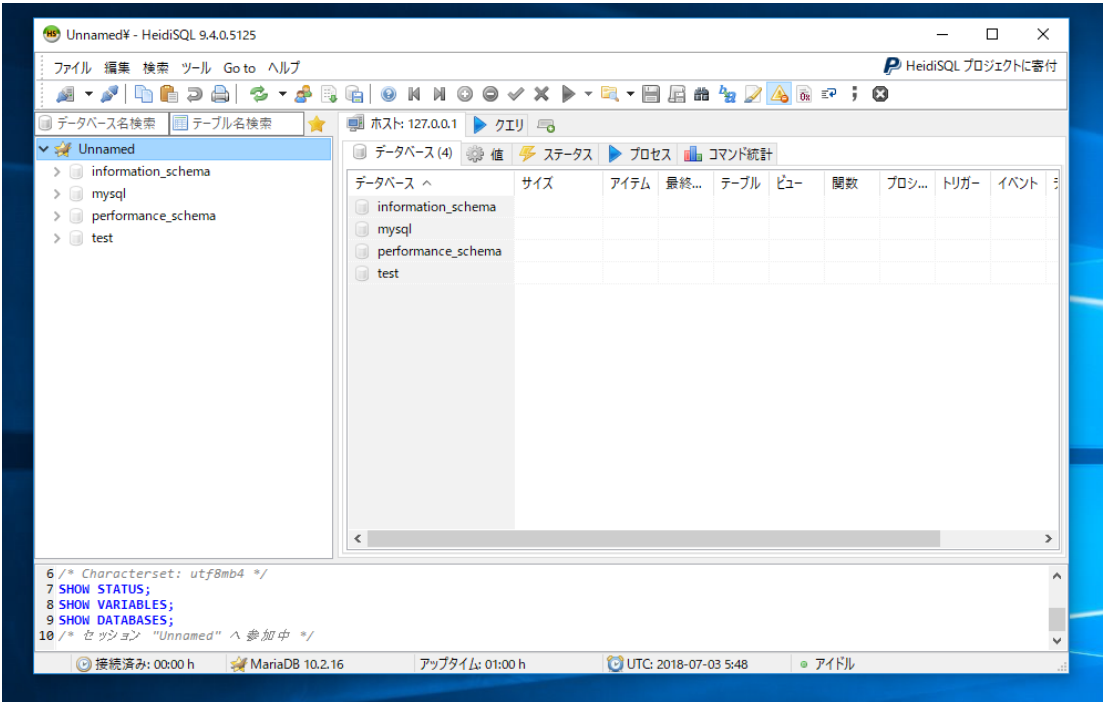 Unnamed¥ - HeidiSQL 9.4.0.5125
ファイル 編集 検索 ツール Go to ヘルプ
HeidiSQL プロジェクトに寄付
データベース名検索 テーブル名検索
ホスト: 127.0.0.1 クエリ
Unnamed
information_schema
mysql
performance_schema
test
データベース (4) 値 ステータス プロセス コマンド統計
データベース サイズ アイテム 最終... テーブル ビュー 関数 プロシ... トリガー イベント
information_schema
mysql
performance_schema
test
6 /* Characterset: utf8mb4 */
7 SHOW STATUS;
8 SHOW VARIABLES;
9 SHOW DATABASES;
10 /* セッション "Unnamed" へ参加中 */
接続済み: 00:00 h MariaDB 10.2.16 アップタイム: 01:00 h UTC: 2018-07-03 5:48 アイドル